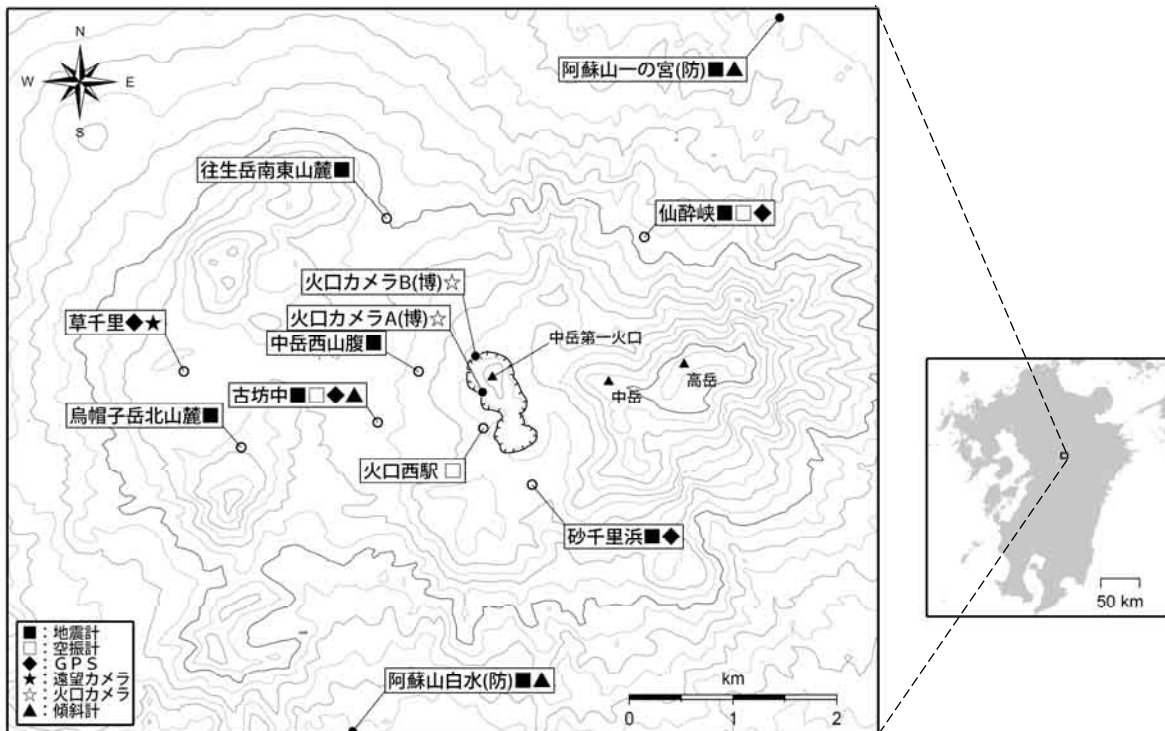 N
W E
S
阿蘇山一の宮(防)■▲
往生岳南東山麓■
仙酔峡■□◆
火口カメラB(博)☆
火口カメラA(博)☆
草千里◆★
中岳第一火口
中岳西山腹■
高岳
中岳
古坊中■□◆▲
烏帽子岳北山麓■
火口西駅 □
砂千里浜■◆
50 km
■：地震計
□：空振計
◆：ＧＰＳ
★：遠望カメラ
☆：火口カメラ
▲：傾斜計
阿蘇山白水(防)■▲
km
0 1 2